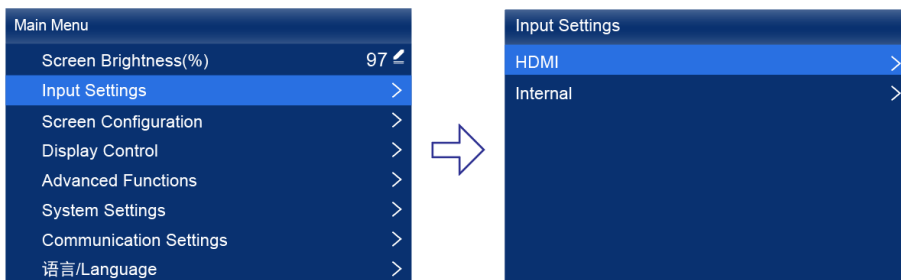 Main Menu
Screen Brightness(%) 97
Input Settings
Screen Configuration
Display Control
Advanced Functions
System Settings
Communication Settings
语言/Language
Input Settings
HDMI
Internal